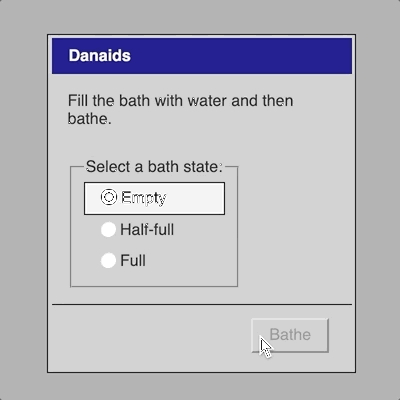 Danaids
Fill the bath with water and then
bathe.
Select a bath state:
Empty
Half-full
Full
Bathe